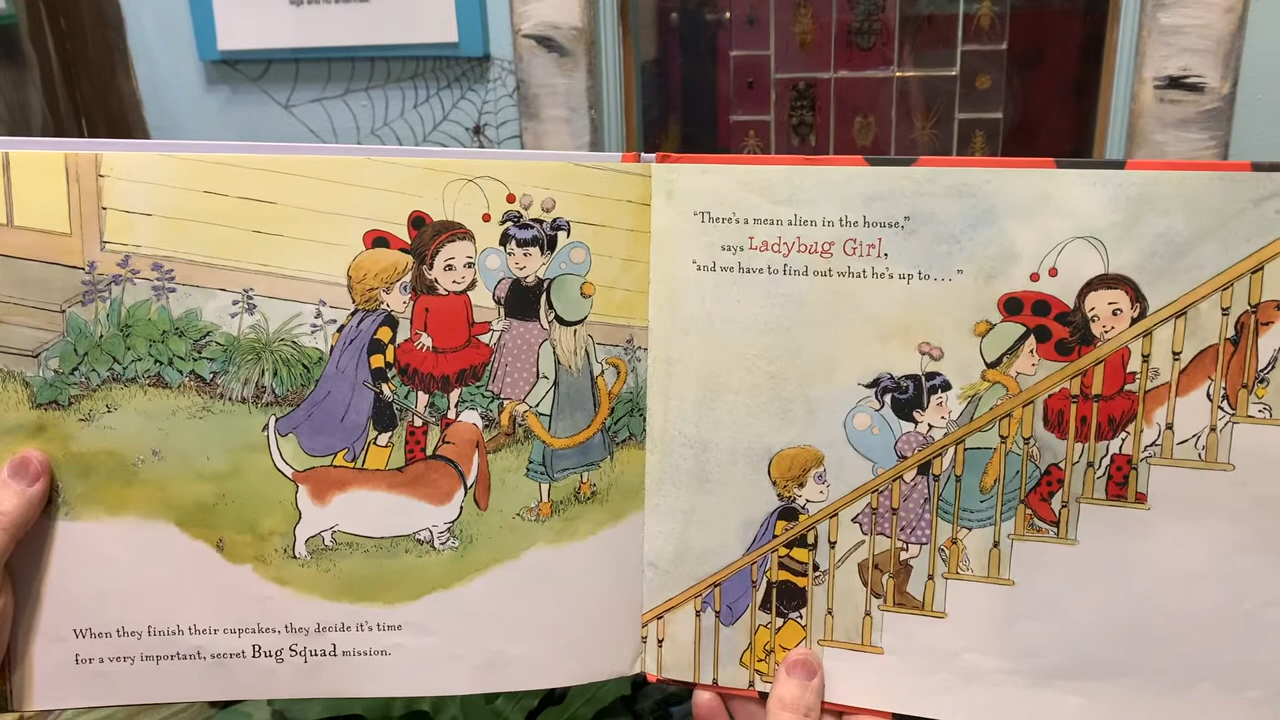 When they finish their cupcakes, they decide it's time
for a very important, secret Bug Squad mission.
"There's a mean alien in the house,"
says Ladybug Girl,
"and we have to find out what he's up to . . . "